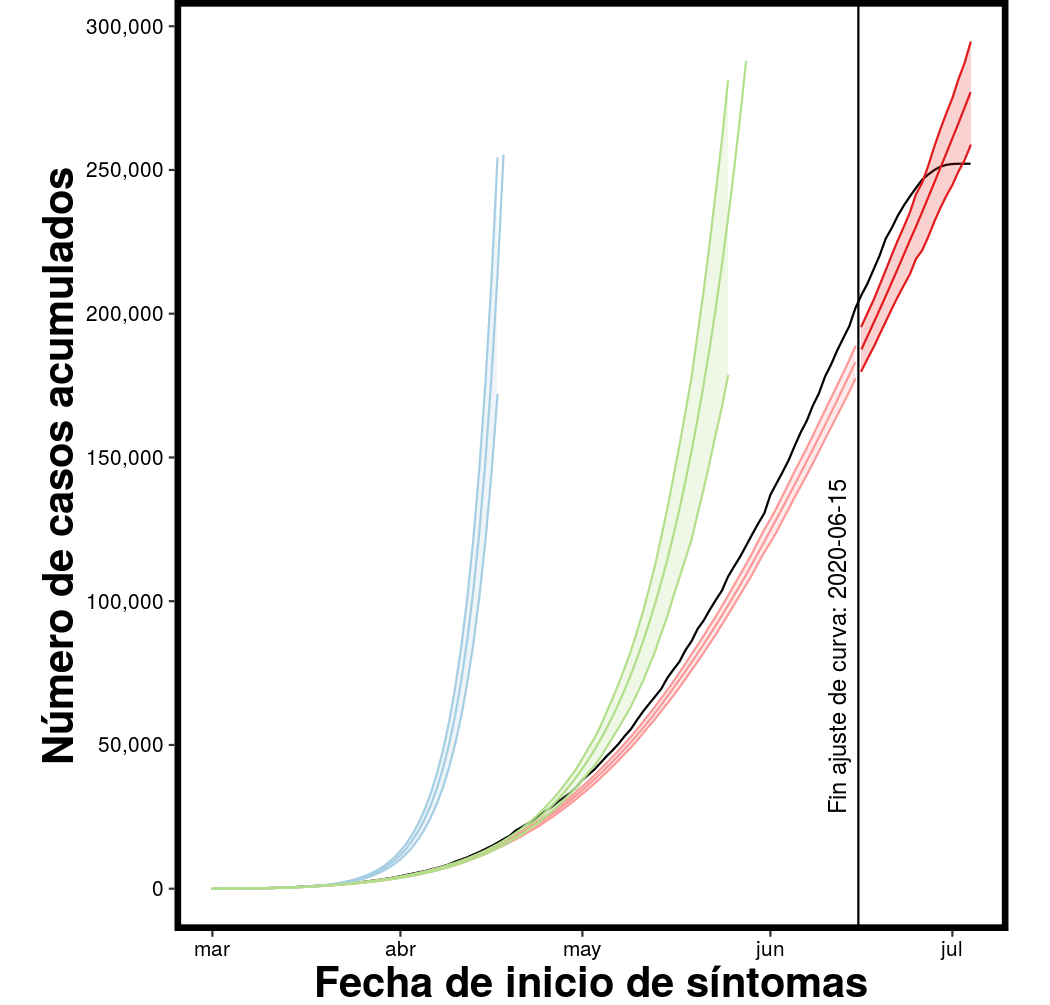 300,000
250,000
200,000
150,000
100,000
50,000
0
Número de casos acumulados
Fin ajuste de curva: 2020-06-15
mar abr may jun jul
Fecha de inicio de síntomas